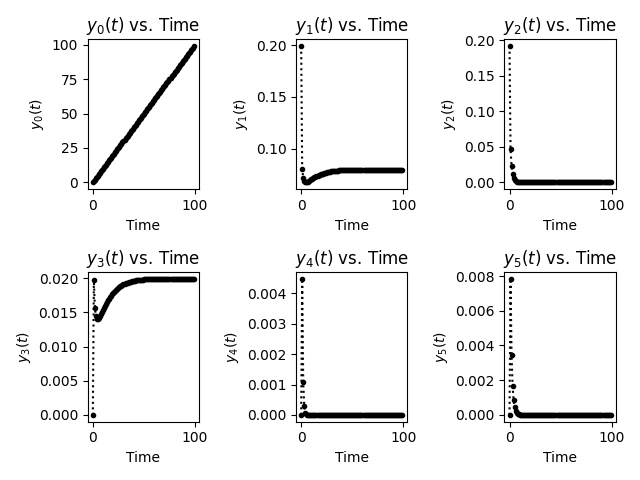 y₀(t) vs. Time
y₁(t) vs. Time
y₂(t) vs. Time
100
75
50
25
0
y₀(t)
0
100
Time
0.20
0.15
0.10
y₁(t)
0
100
Time
0.20
0.15
0.10
0.05
0.00
y₂(t)
0
100
Time
y₃(t) vs. Time
y₄(t) vs. Time
y₅(t) vs. Time
0.020
0.015
0.010
0.005
0.000
y₃(t)
0
100
Time
0.004
0.003
0.002
0.001
0.000
y₄(t)
0
100
Time
0.008
0.006
0.004
0.002
0.000
y₅(t)
0
100
Time